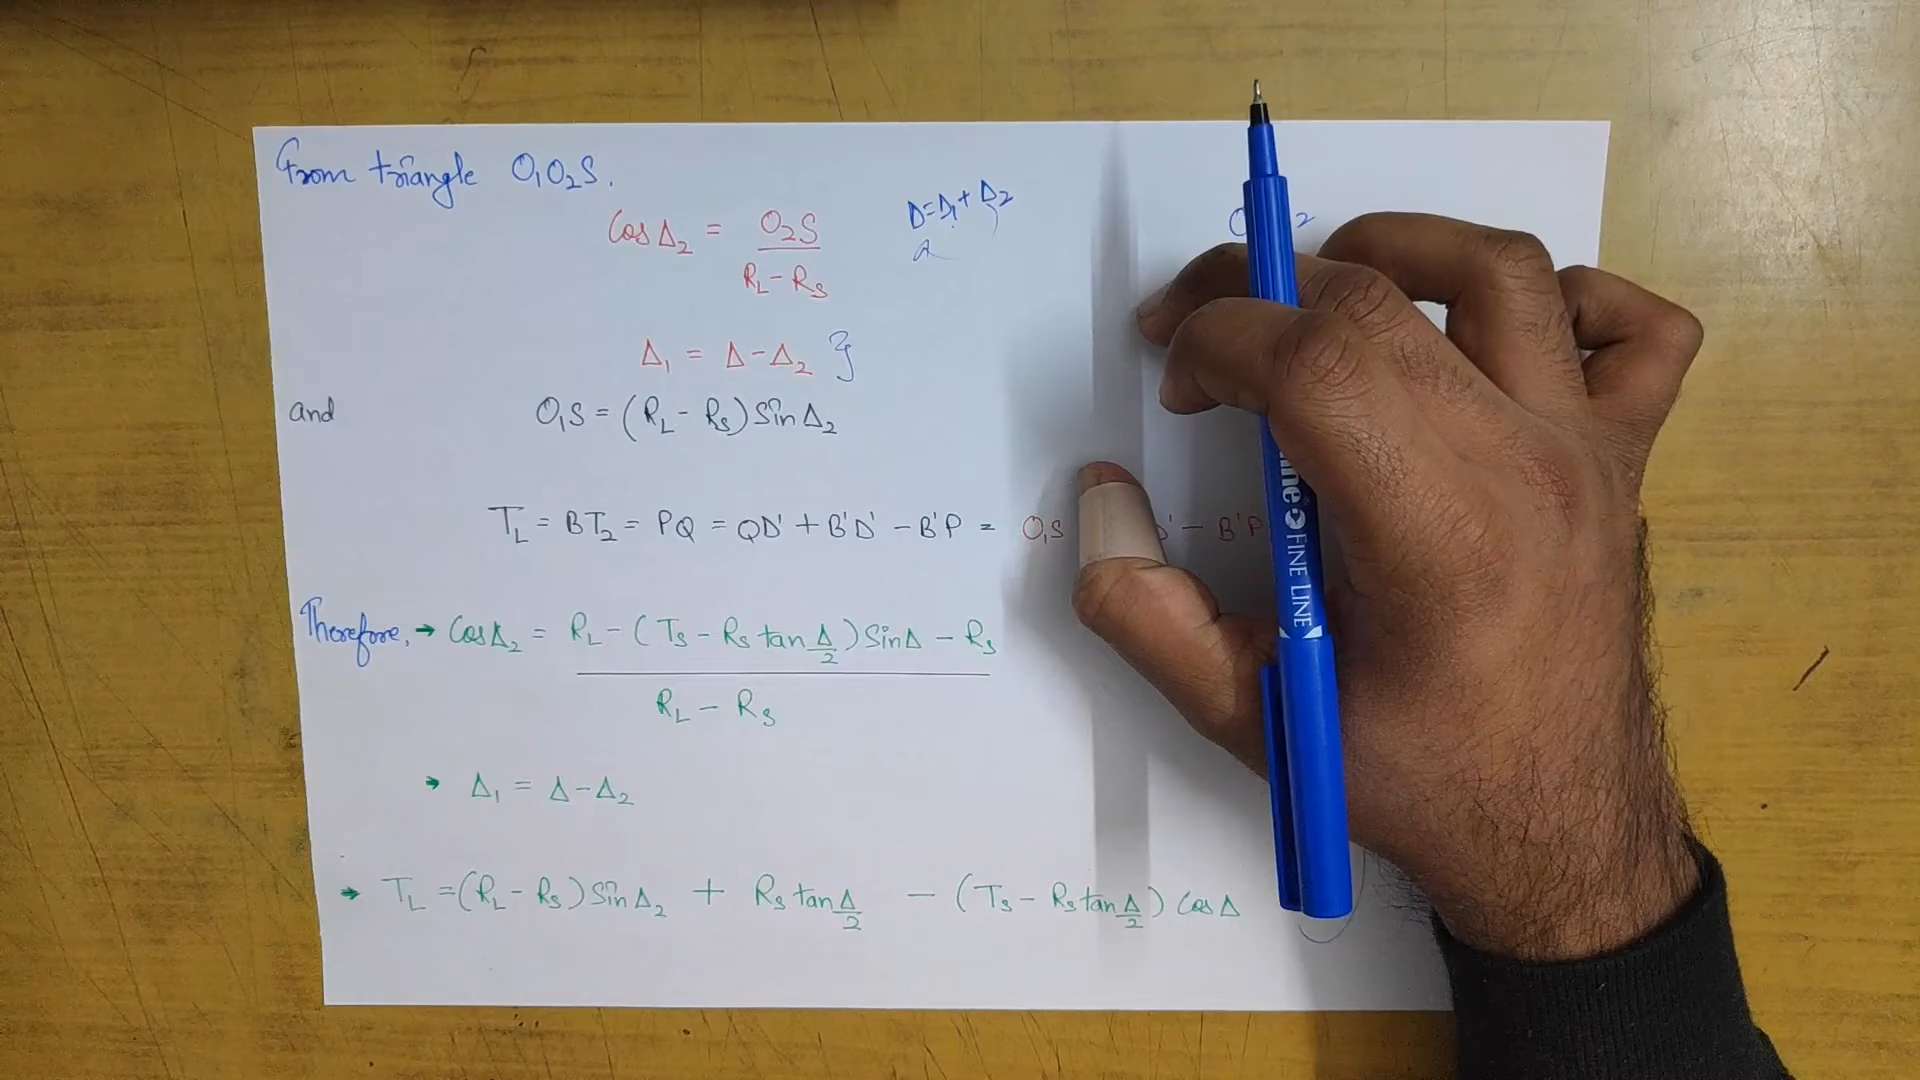 From triangle O₁O₂S.
Δ=Δ₁+Δ₂
Cos Δ₂ = O₂S / R_L - R_S
Δ₁ = Δ - Δ₂ }
and O₁S = (R_L - R_S) Sin Δ₂
T_L = BT₂ = PQ = QD' + B'D' - B'P = O₁S D' - B'P
Therefore, → Cos Δ₂ = R_L - (T_S - R_S tan Δ/2) Sin Δ - R_S / R_L - R_S
→ Δ₁ = Δ - Δ₂
→ T_L = (R_L - R_S) Sin Δ₂ + R_S tan Δ/2 - (T_S - R_S tan Δ/2) Cos Δ
FINE LINE